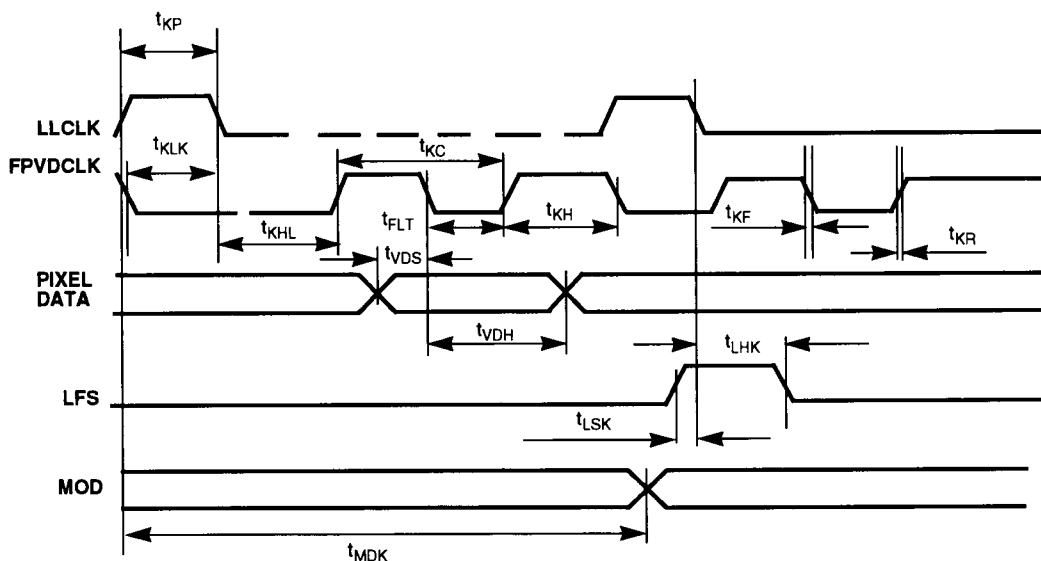 tKP
LLCLK
tKLK
tKC
FPVDCLK
tKHL
tFLT
tKH
tKF
tKR
tVDS
PIXEL
DATA
tVDH
tLHK
LFS
tLSK
MOD
tMDK